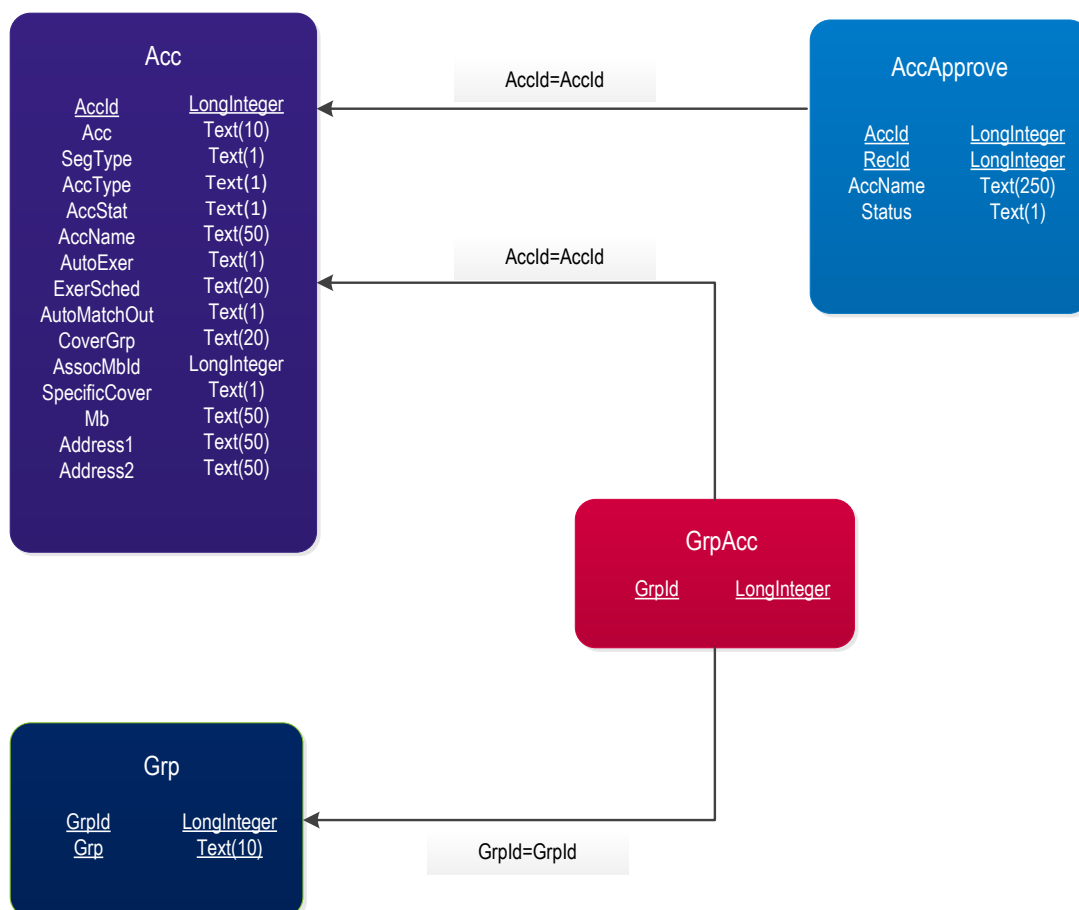 Acc
AccId LongInteger
Acc Text(10)
SegType Text(1)
AccType Text(1)
AccStat Text(1)
AccName Text(50)
AutoExer Text(1)
ExerSched Text(20)
AutoMatchOut Text(1)
CoverGrp Text(20)
AssocMbId LongInteger
SpecificCover Text(1)
Mb Text(50)
Address1 Text(50)
Address2 Text(50)
AccId=AccId
AccApprove
AccId LongInteger
RecId LongInteger
AccName Text(250)
Status Text(1)
AccId=AccId
GrpAcc
GrpId LongInteger
Grp
GrpId LongInteger
Grp Text(10)
GrpId=GrpId